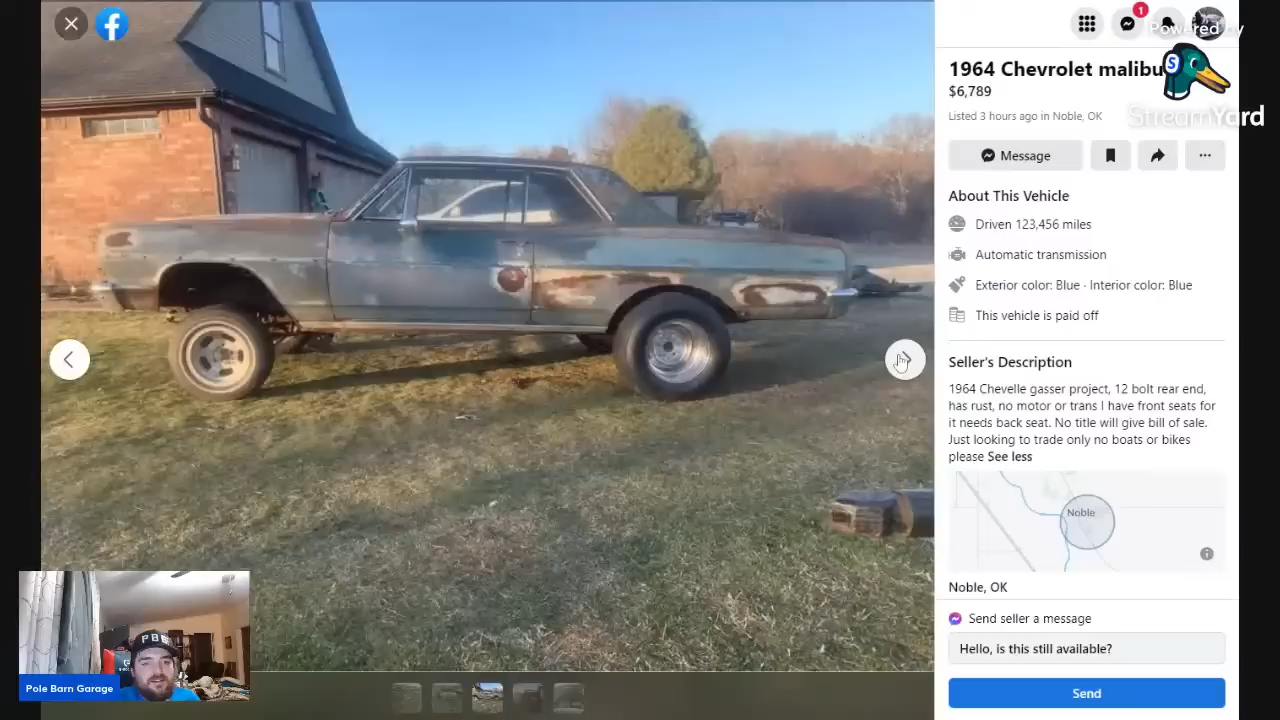 1
Powered by
1964 Chevrolet malibu
$6,789
StreamYard
Listed 3 hours ago in Noble, OK
Message
About This Vehicle
Driven 123,456 miles
Automatic transmission
Exterior color: Blue · Interior color: Blue
This vehicle is paid off
Seller's Description
1964 Chevelle gasser project, 12 bolt rear end,
has rust, no motor or trans I have front seats for
it needs back seat. No title will give bill of sale.
Just looking to trade only no boats or bikes
please See less
Noble
Noble, OK
Send seller a message
Hello, is this still available?
Send
PBG
Pole Barn Garage